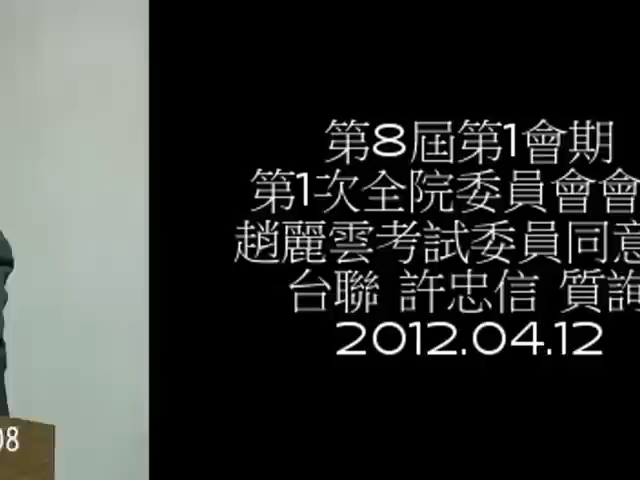 第8屆第1會期
第1次全院委員會會
趙麗雲考試委員同意
台聯 許忠信 質詢
2012.04.12
08